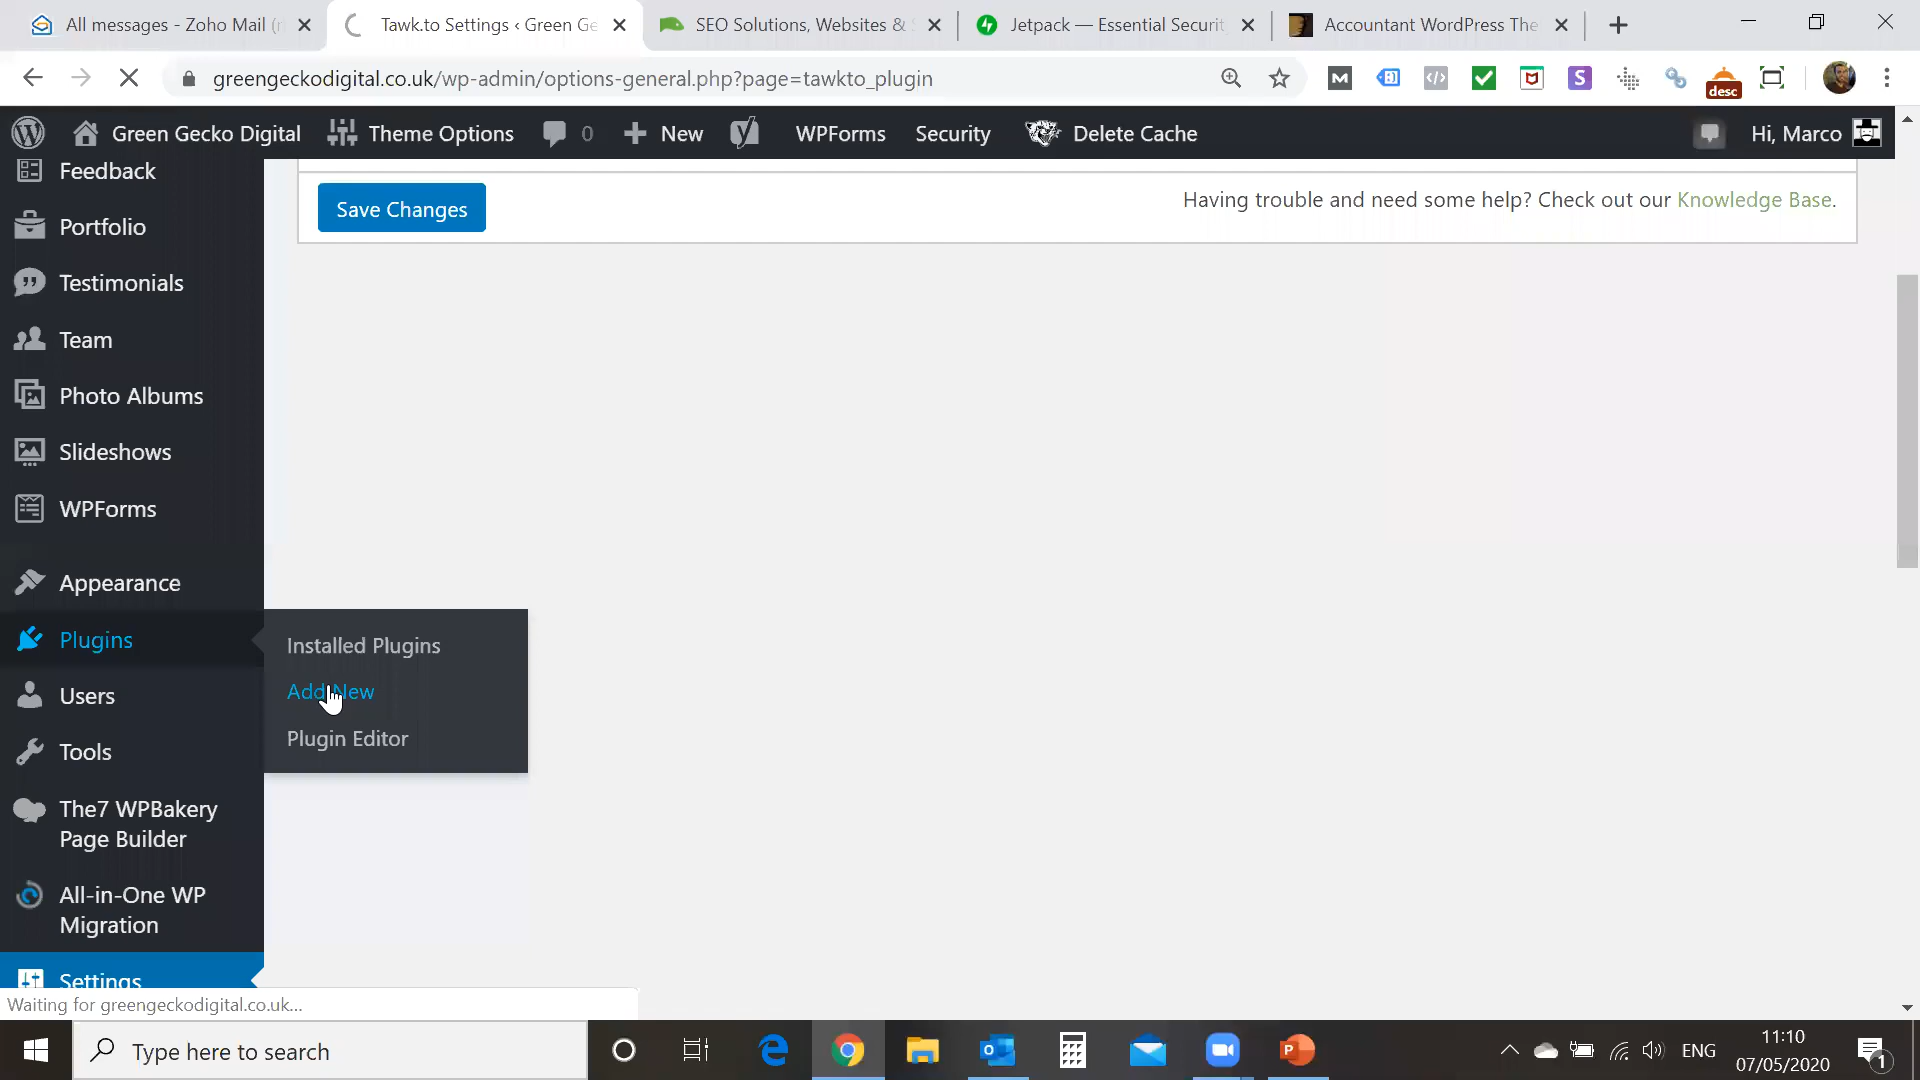 All messages - Zoho Mail (
Tawk.to Settings ‹ Green Ge
SEO Solutions, Websites &
Jetpack — Essential Securit
Accountant WordPress The
greengeckodigital.co.uk/wp-admin/options-general.php?page=tawkto_plugin
desc
Green Gecko Digital
Theme Options
0
New
WPForms
Security
Delete Cache
Hi, Marco
Feedback
Portfolio
Testimonials
Team
Photo Albums
Slideshows
WPForms
Appearance
Plugins
Users
Tools
The7 WPBakery
Page Builder
All-in-One WP
Migration
Settings
Save Changes
Having trouble and need some help? Check out our Knowledge Base.
Installed Plugins
Add New
Plugin Editor
Waiting for greengeckodigital.co.uk...
Type here to search
ENG
11:10
07/05/2020
1